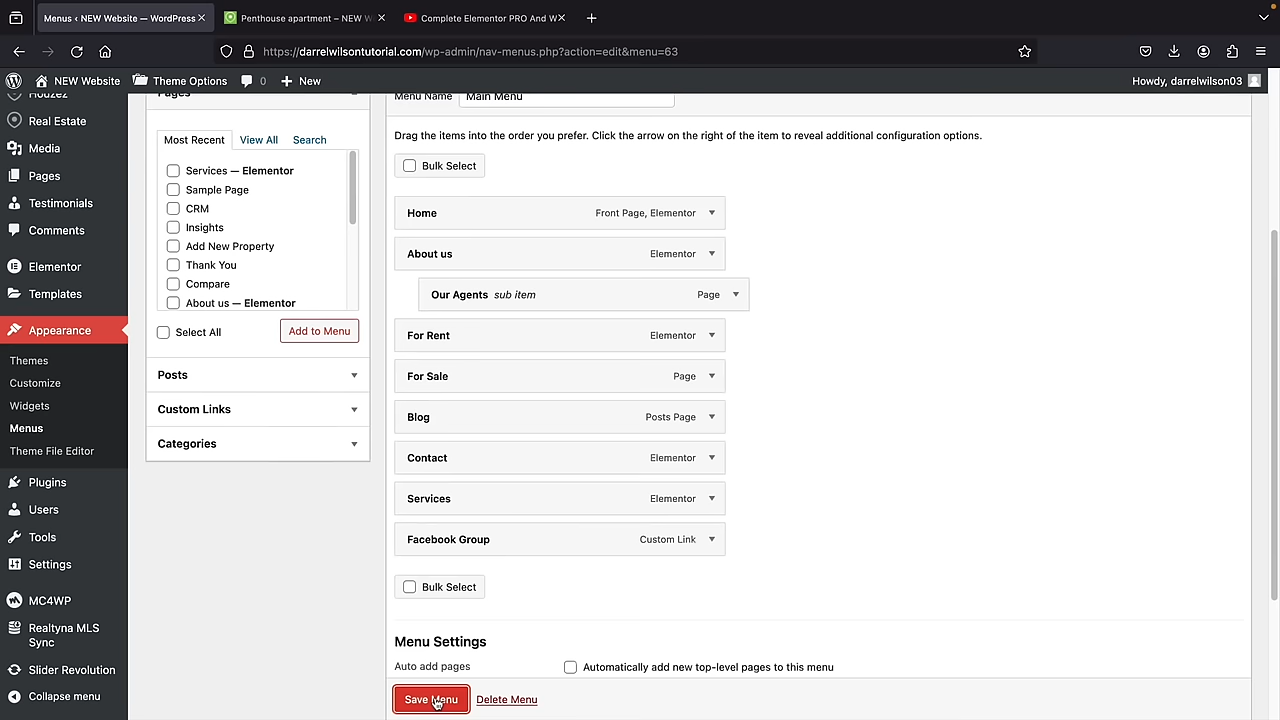 Menus ‹ NEW Website — WordPress
Penthouse apartment – NEW W
Complete Elementor PRO And W
https://darrelwilsontutorial.com/wp-admin/nav-menus.php?action=edit&menu=63
NEW Website
Theme Options
0
New
Howdy, darrelwilson03
Houzez
Real Estate
Media
Pages
Testimonials
Comments
Elementor
Templates
Appearance
Themes
Customize
Widgets
Menus
Theme File Editor
Plugins
Users
Tools
Settings
MC4WP
Realtyna MLS
Sync
Slider Revolution
Collapse menu
Pages
Most Recent View All Search
Services — Elementor
Sample Page
CRM
Insights
Add New Property
Thank You
Compare
About us — Elementor
Select All
Add to Menu
Posts
Custom Links
Categories
Menu Name Main Menu
Drag the items into the order you prefer. Click the arrow on the right of the item to reveal additional configuration options.
Bulk Select
Home Front Page, Elementor
About us Elementor
Our Agents sub item Page
For Rent Elementor
For Sale Page
Blog Posts Page
Contact Elementor
Services Elementor
Facebook Group Custom Link
Bulk Select
Menu Settings
Auto add pages Automatically add new top-level pages to this menu
Save Menu Delete Menu